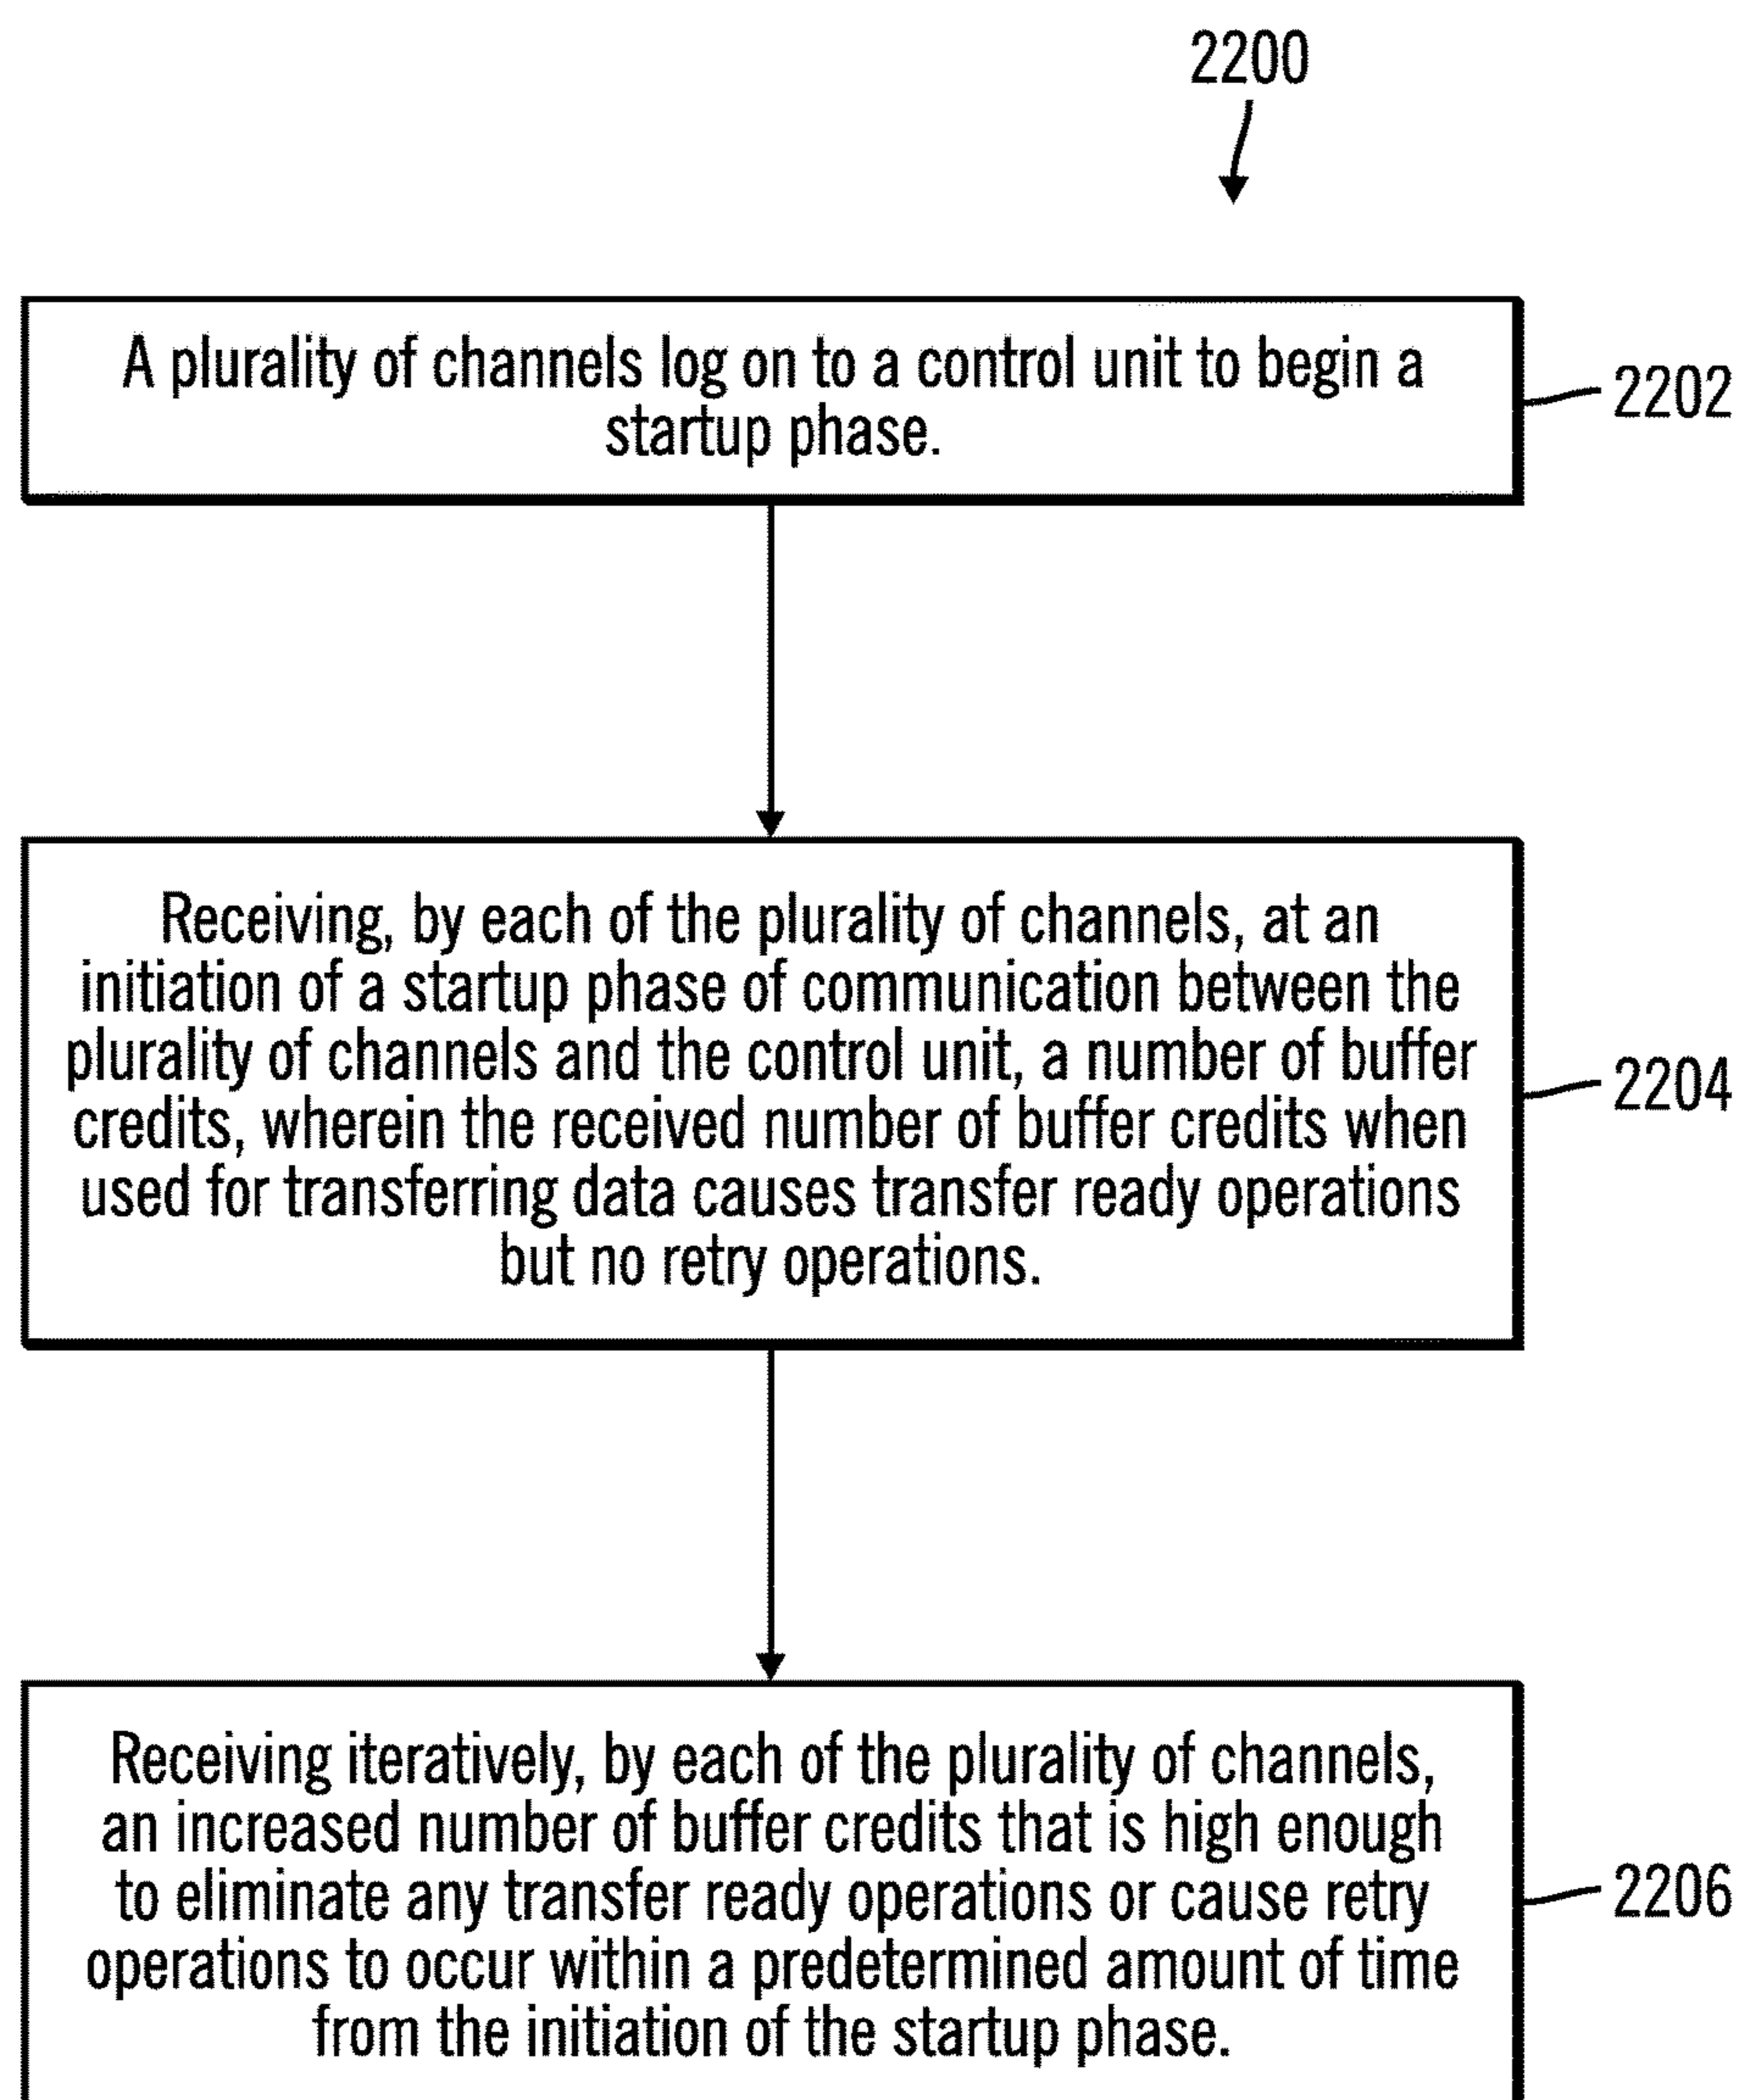 2200
A plurality of channels log on to a control unit to begin a
startup phase.
2202
Receiving, by each of the plurality of channels, at an
initiation of a startup phase of communication between the
plurality of channels and the control unit, a number of buffer
credits, wherein the received number of buffer credits when
used for transferring data causes transfer ready operations
but no retry operations.
2204
Receiving iteratively, by each of the plurality of channels,
an increased number of buffer credits that is high enough
to eliminate any transfer ready operations or cause retry
operations to occur within a predetermined amount of time
from the initiation of the startup phase.
2206